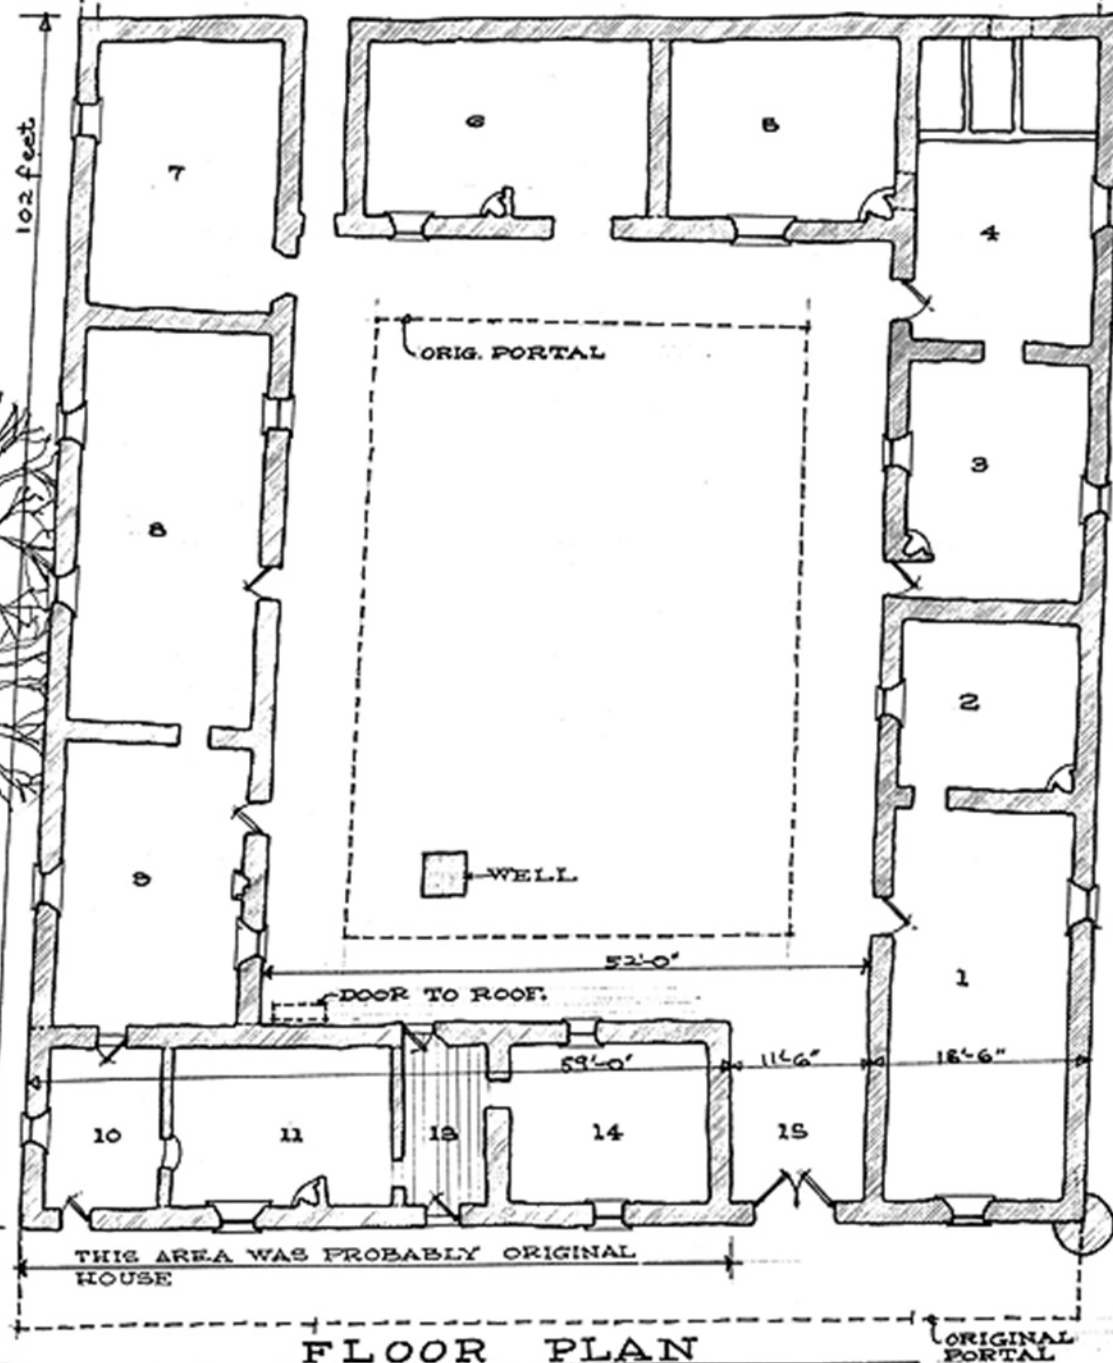 102 feet
7
6
5
4
ORIG. PORTAL
3
8
2
9
WELL
52'-0"
DOOR TO ROOF.
1
59'-0"
11'-6"
18'-6"
10
11
13
14
15
THIS AREA WAS PROBABLY ORIGINAL
HOUSE
FLOOR PLAN
ORIGINAL
PORTAL